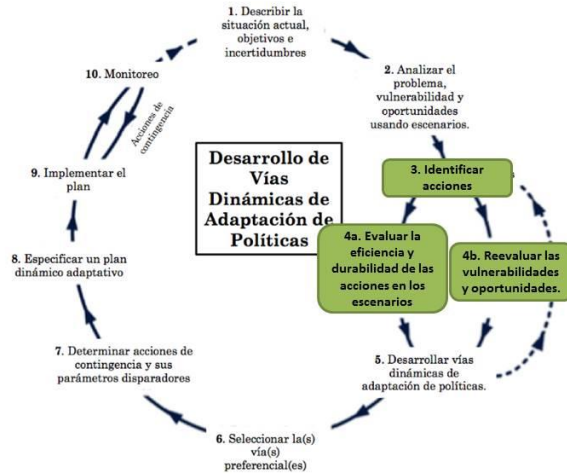 1. Describir la
situación actual,
objetivos e
incertidumbres
2. Analizar el
problema,
vulnerabilidad y
oportunidades
usando escenarios.
3. Identificar
acciones
4a. Evaluar la
eficiencia y
durabilidad de las
acciones en los
escenarios
4b. Reevaluar las
vulnerabilidades
y oportunidades.
5. Desarrollar vías
dinámicas de
adaptación de políticas.
6. Seleccionar la(s)
vía(s)
preferencial(es)
7. Determinar acciones de
contingencia y sus
parámetros disparadores
8. Especificar un plan
dinámico adaptativo
9. Implementar el
plan
10. Monitoreo
Acciones de
contingencia
Desarrollo de
Vías
Dinámicas de
Adaptación de
Políticas